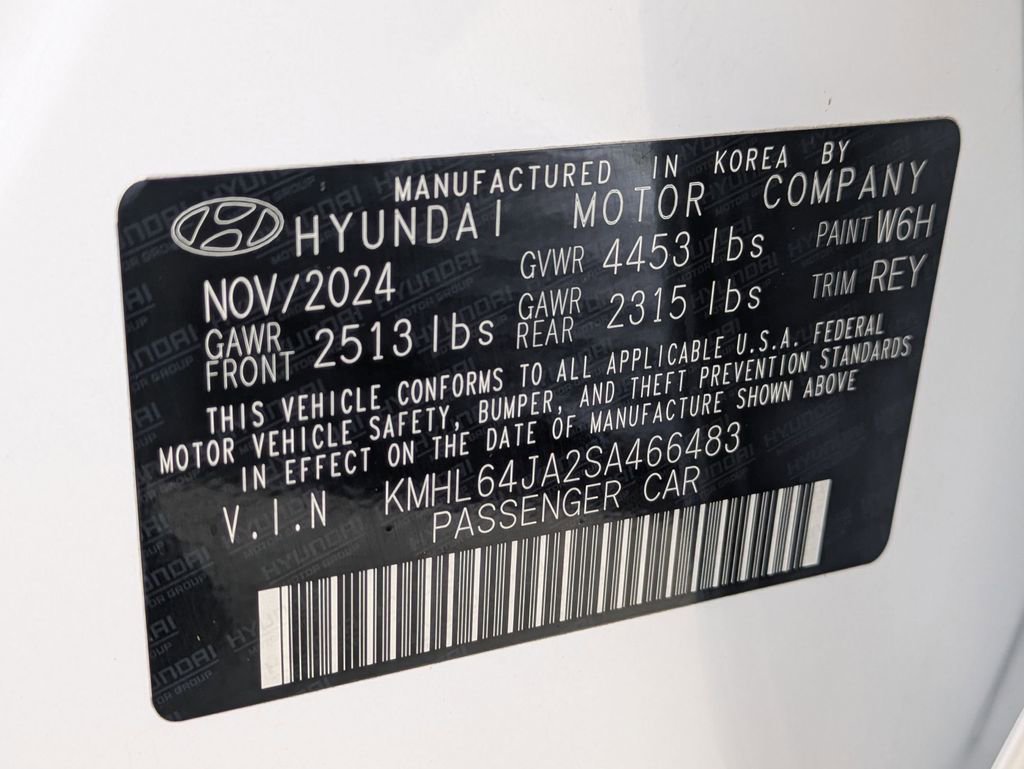 MANUFACTURED IN KOREA BY
HYUNDAI MOTOR COMPANY
NOV/2024 GVWR 4453 lbs PAINT W6H
GAWR FRONT 2513 lbs GAWR REAR 2315 lbs TRIM REY
THIS VEHICLE CONFORMS TO ALL APPLICABLE U.S.A. FEDERAL
MOTOR VEHICLE SAFETY, BUMPER, AND THEFT PREVENTION STANDARDS
IN EFFECT ON THE DATE OF MANUFACTURE SHOWN ABOVE
V.I.N KMHL64JA2SA466483
PASSENGER CAR